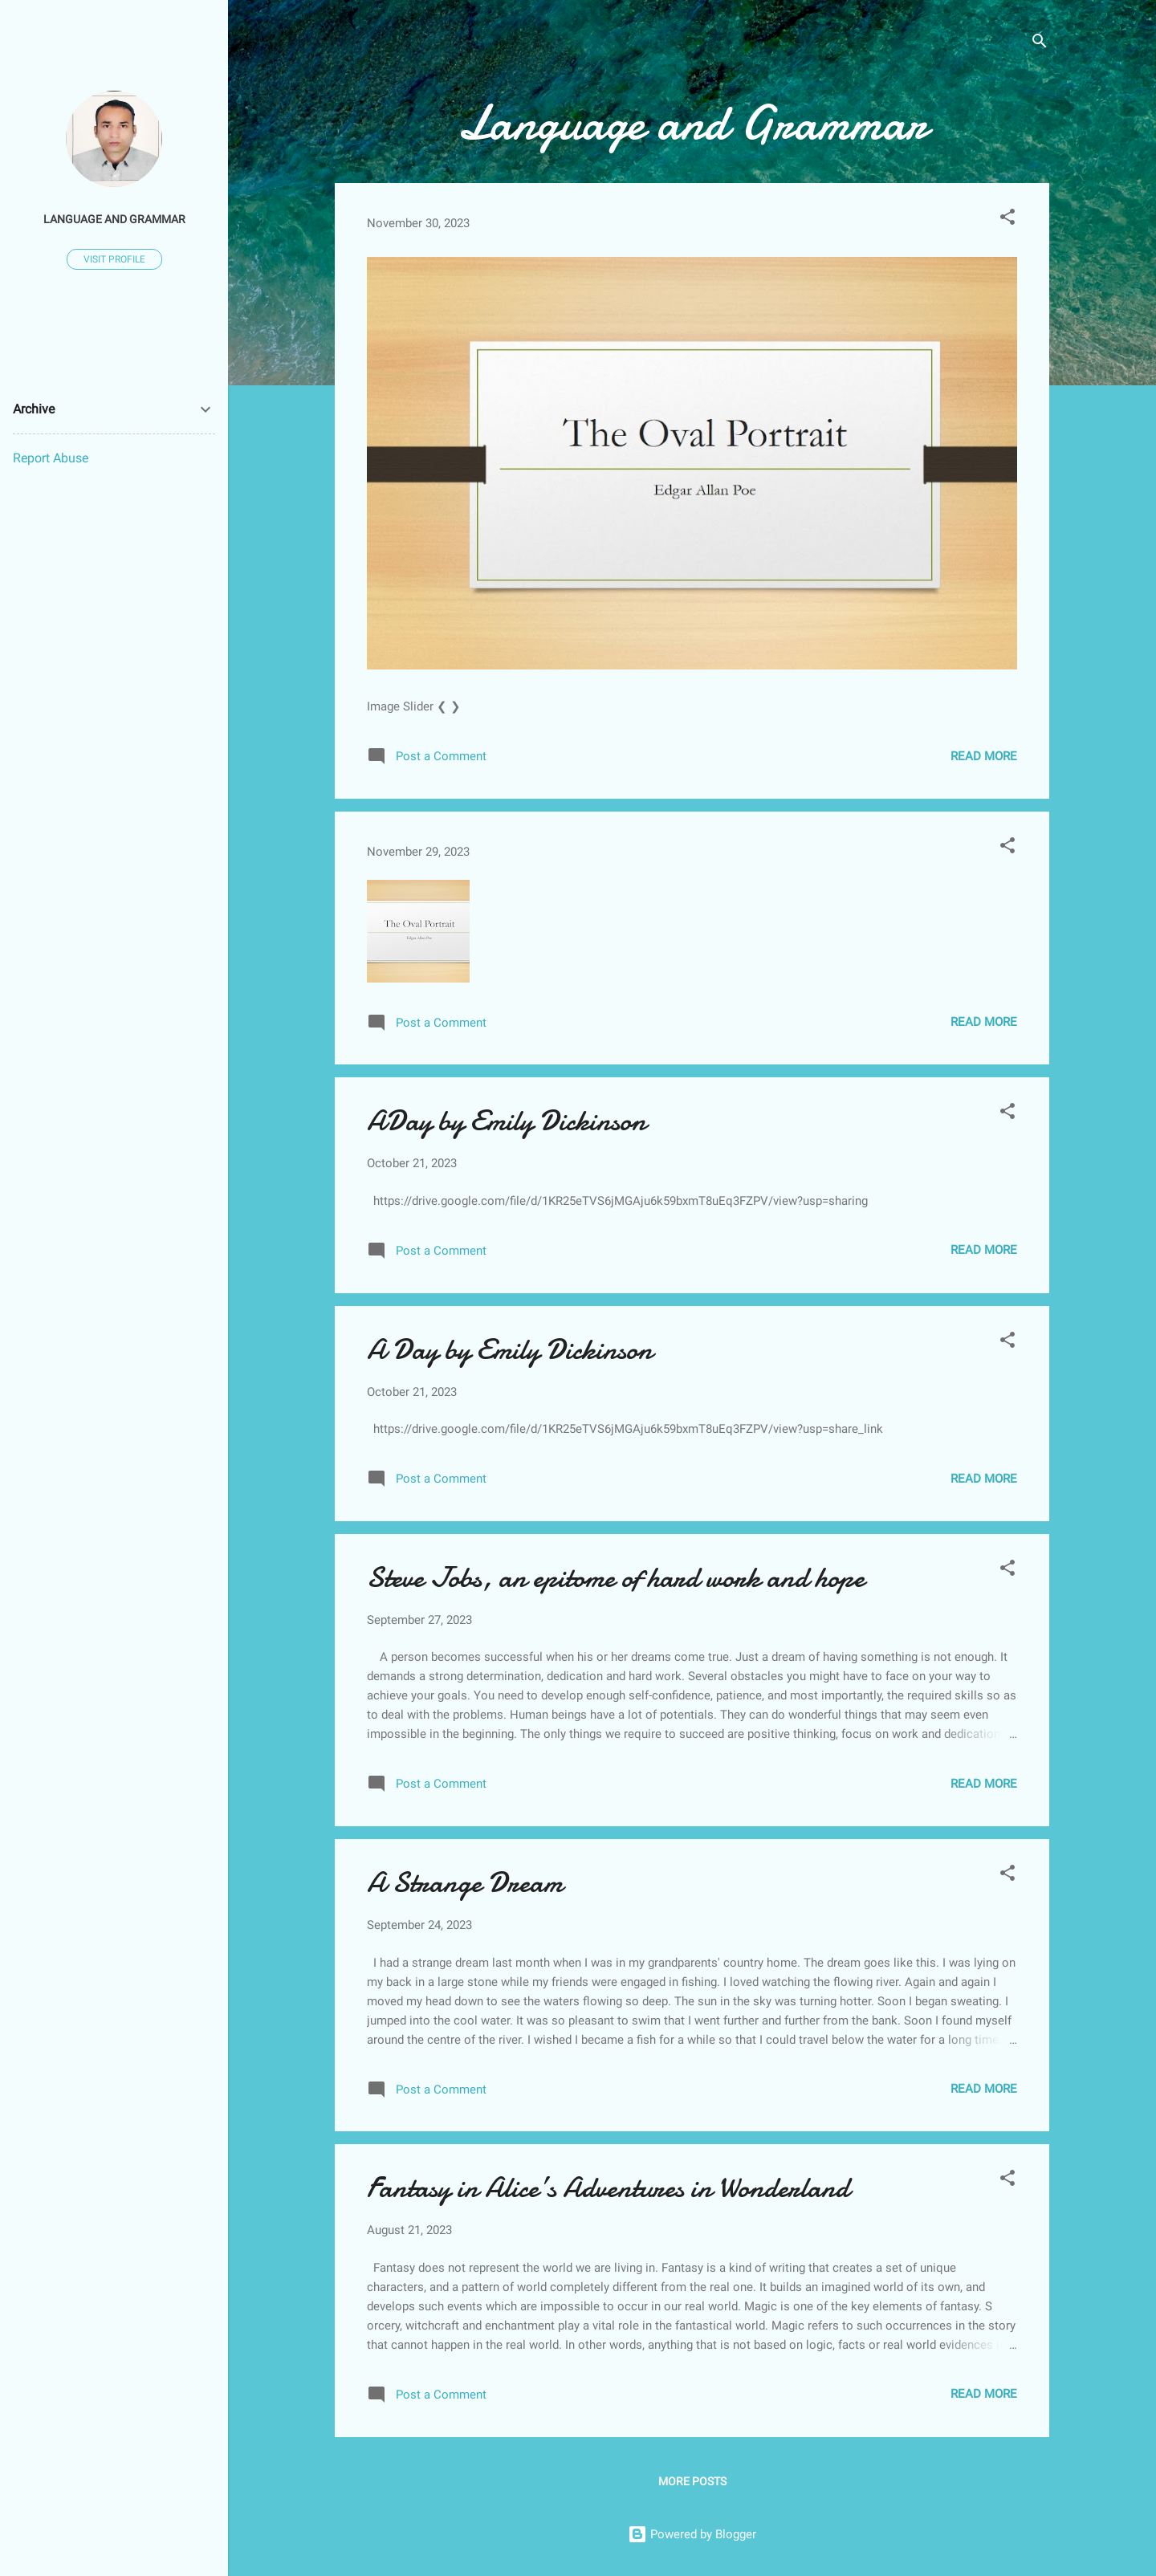 Language and Grammar
LANGUAGE AND GRAMMAR
VISIT PROFILE
Archive
Report Abuse
November 30, 2023
The Oval Portrait
Edgar Allan Poe
Image Slider ❮ ❯
Post a Comment
READ MORE
November 29, 2023
The Oval Portrait
Edgar Allan Poe
Post a Comment
READ MORE
ADay by Emily Dickinson
October 21, 2023
https://drive.google.com/file/d/1KR25eTVS6jMGAju6k59bxmT8uEq3FZPV/view?usp=sharing
Post a Comment
READ MORE
A Day by Emily Dickinson
October 21, 2023
https://drive.google.com/file/d/1KR25eTVS6jMGAju6k59bxmT8uEq3FZPV/view?usp=share_link
Post a Comment
READ MORE
Steve Jobs, an epitome of hard work and hope
September 27, 2023
A person becomes successful when his or her dreams come true. Just a dream of having something is not enough. It
demands a strong determination, dedication and hard work. Several obstacles you might have to face on your way to
achieve your goals. You need to develop enough self-confidence, patience, and most importantly, the required skills so as
to deal with the problems. Human beings have a lot of potentials. They can do wonderful things that may seem even
impossible in the beginning. The only things we require to succeed are positive thinking, focus on work and dedication ...
Post a Comment
READ MORE
A Strange Dream
September 24, 2023
I had a strange dream last month when I was in my grandparents' country home. The dream goes like this. I was lying on
my back in a large stone while my friends were engaged in fishing. I loved watching the flowing river. Again and again I
moved my head down to see the waters flowing so deep. The sun in the sky was turning hotter. Soon I began sweating. I
jumped into the cool water. It was so pleasant to swim that I went further and further from the bank. Soon I found myself
around the centre of the river. I wished I became a fish for a while so that I could travel below the water for a long time ...
Post a Comment
READ MORE
Fantasy in Alice's Adventures in Wonderland
August 21, 2023
Fantasy does not represent the world we are living in. Fantasy is a kind of writing that creates a set of unique
characters, and a pattern of world completely different from the real one. It builds an imagined world of its own, and
develops such events which are impossible to occur in our real world. Magic is one of the key elements of fantasy. S
orcery, witchcraft and enchantment play a vital role in the fantastical world. Magic refers to such occurrences in the story
that cannot happen in the real world. In other words, anything that is not based on logic, facts or real world evidences ...
Post a Comment
READ MORE
MORE POSTS
Powered by Blogger